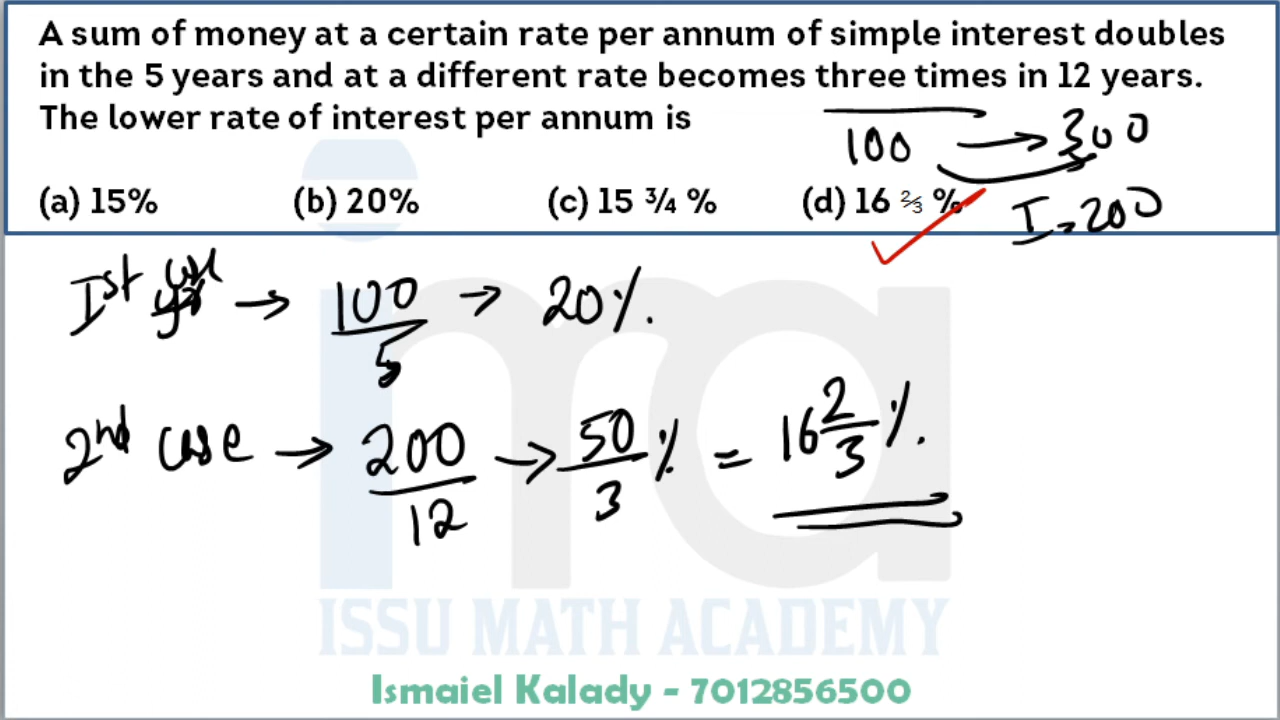 A sum of money at a certain rate per annum of simple interest doubles
in the 5 years and at a different rate becomes three times in 12 years.
The lower rate of interest per annum is
100 → 300
(a) 15% (b) 20% (c) 15 ¾ % (d) 16 ⅔ %
I = 200
Ist case → 100/5 → 20%.
2nd case → 200/12 → 50/3 % = 16 2/3 %.
ISSU MATH ACADEMY
Ismaiel Kalady - 7012856500